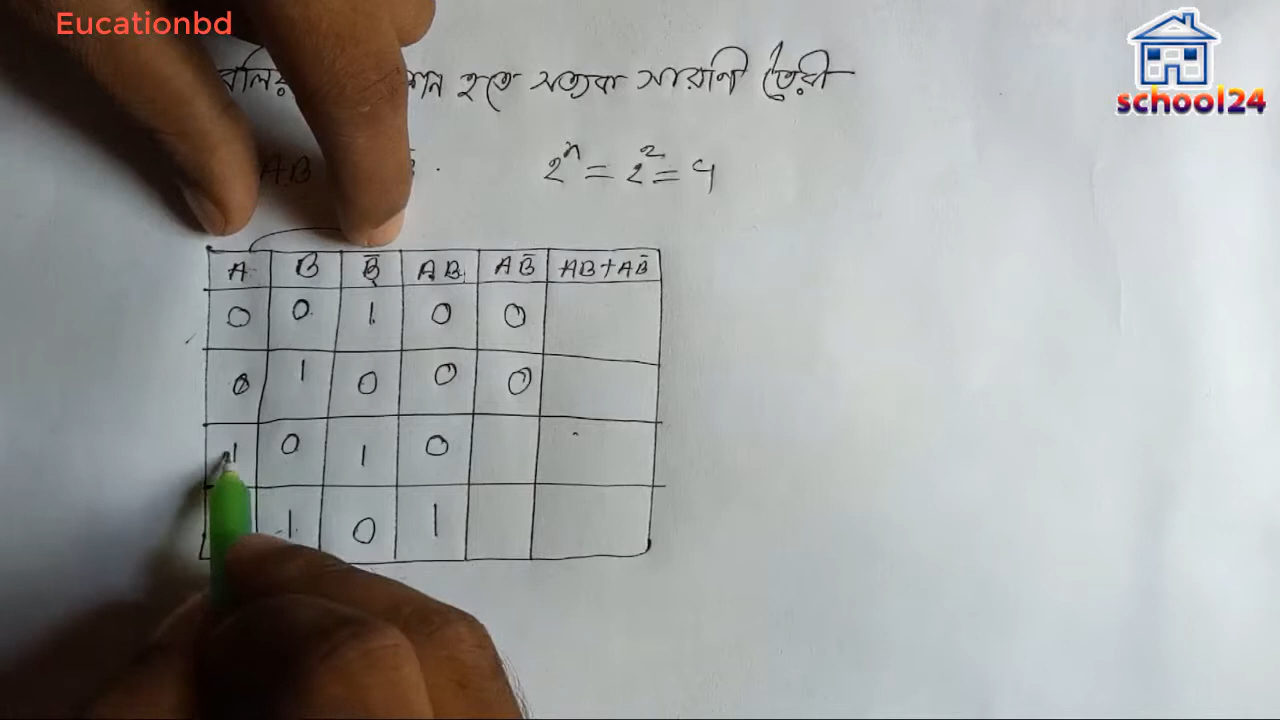 Eucationbd
school24
হতে সত্যক সারণী তৈরী
AB
2ⁿ = 2² = 4
A B B̄ AB AB̄ AB+AB̄
0 0 1 0 0
0 1 0 0 0
1 0 1 0
1 0 1